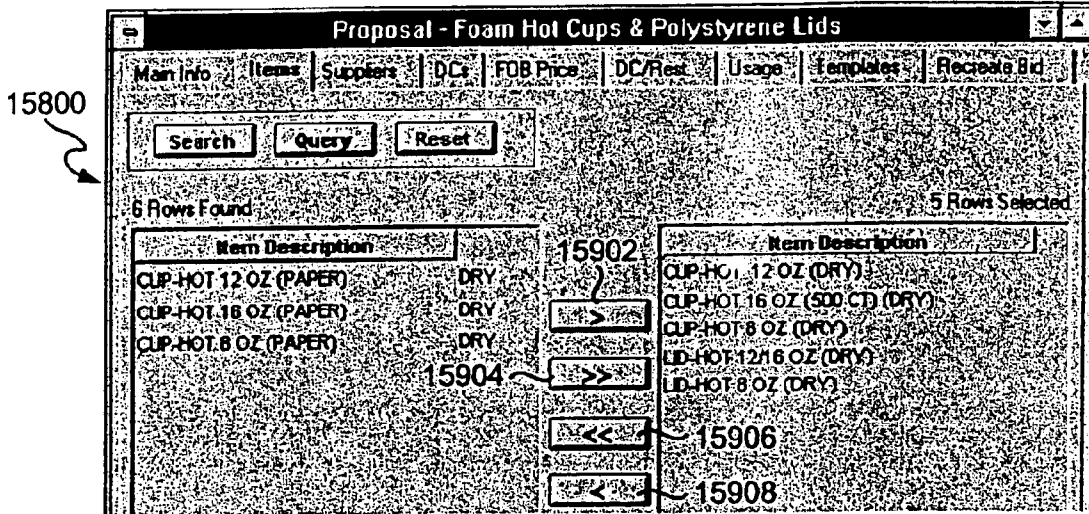 Proposal - Foam Hot Cups & Polystyrene Lids
Main Info Items Suppliers DCs FOB Price DC/Rest. Usage Templates Recreate Bid
15800
Search Query Reset
6 Rows Found
5 Rows Selected
Item Description
CUP-HOT 12 OZ (PAPER) DRY
CUP-HOT 16 OZ (PAPER) DRY
CUP-HOT 8 OZ (PAPER) DRY
15902
>
15904
>>
<<
15906
<
15908
Item Description
CUP-HOT 12 OZ (DRY)
CUP-HOT 16 OZ (500 CT) (DRY)
CUP-HOT 8 OZ (DRY)
LID-HOT 12/16 OZ (DRY)
LID-HOT 8 OZ (DRY)